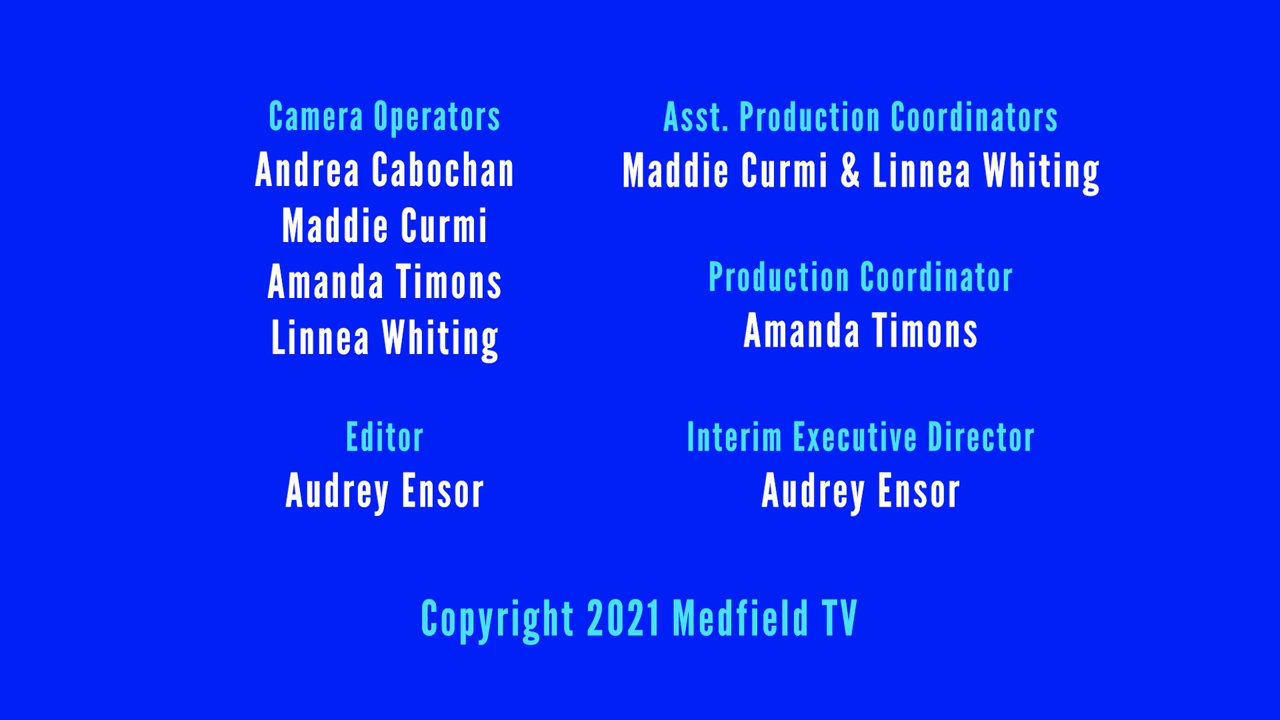 Camera Operators
Andrea Cabochan
Maddie Curmi
Amanda Timons
Linnea Whiting
Editor
Audrey Ensor
Asst. Production Coordinators
Maddie Curmi & Linnea Whiting
Production Coordinator
Amanda Timons
Interim Executive Director
Audrey Ensor
Copyright 2021 Medfield TV